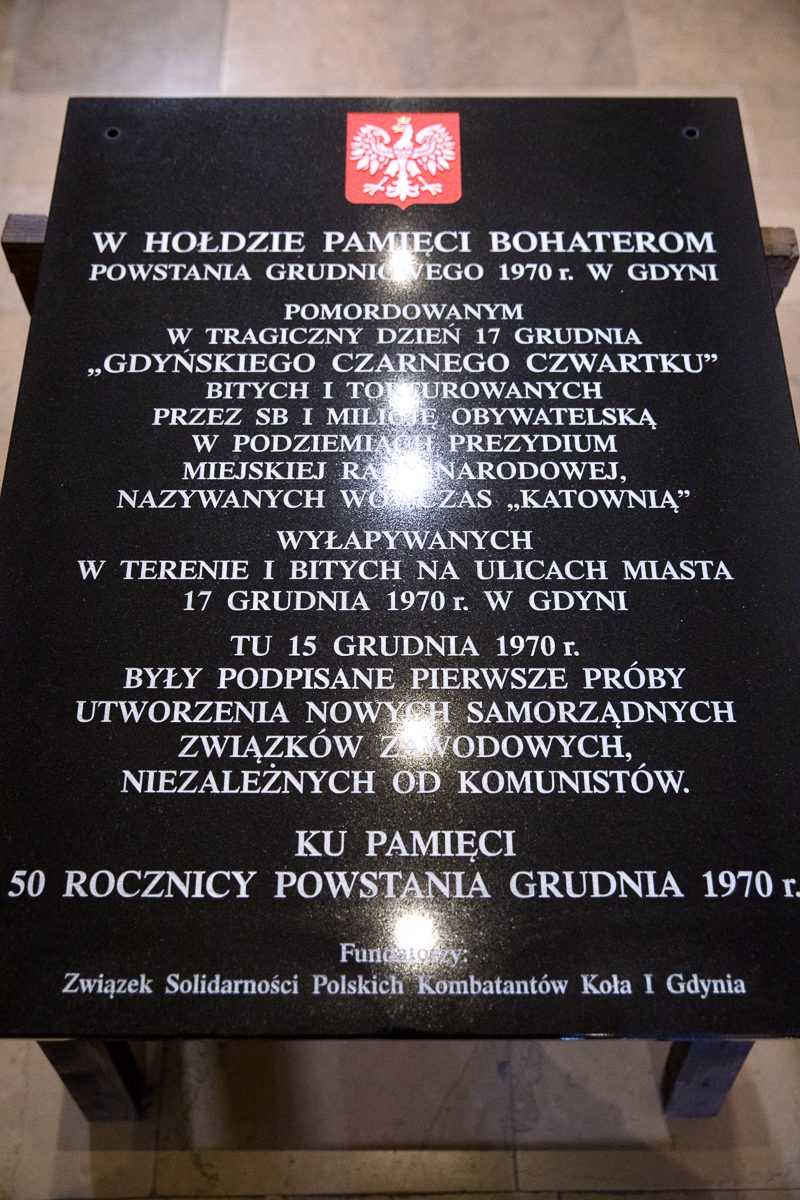 W HOŁDZIE PAMIĘCI BOHATEROM
POWSTANIA GRUDNIOWEGO 1970 r. W GDYNI
POMORDOWANYM
W TRAGICZNY DZIEŃ 17 GRUDNIA
„GDYŃSKIEGO CZARNEGO CZWARTKU”
BITYCH I TORTUROWANYCH
PRZEZ SB I MILICJĘ OBYWATELSKĄ
W PODZIEMIACH PREZYDIUM
MIEJSKIEJ RADY NARODOWEJ,
NAZYWANYCH WÓWCZAS „KATOWNIĄ”
WYŁAPYWANYCH
W TERENIE I BITYCH NA ULICACH MIASTA
17 GRUDNIA 1970 r. W GDYNI
TU 15 GRUDNIA 1970 r.
BYŁY PODPISANE PIERWSZE PRÓBY
UTWORZENIA NOWYCH SAMORZĄDNYCH
ZWIĄZKÓW ZAWODOWYCH,
NIEZALEŻNYCH OD KOMUNISTÓW.
KU PAMIĘCI
50 ROCZNICY POWSTANIA GRUDNIA 1970 r.
Fundatorzy:
Związek Solidarności Polskich Kombatantów Koła I Gdynia